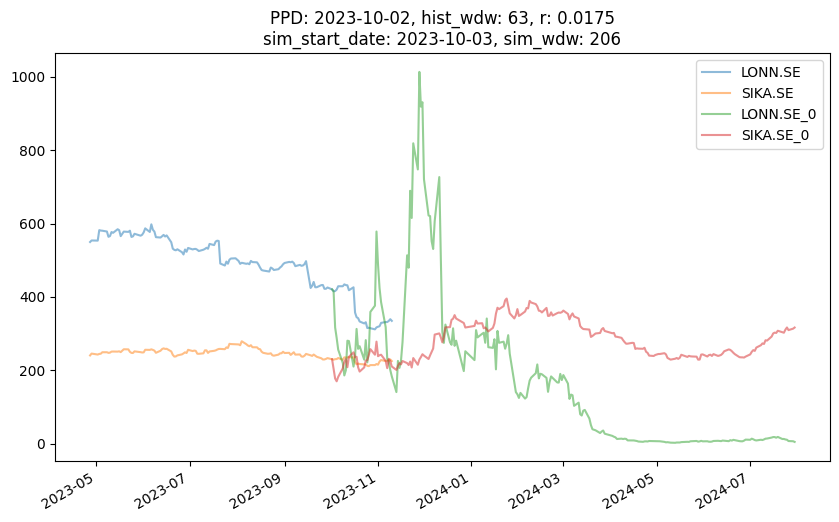 PPD: 2023-10-02, hist_wdw: 63, r: 0.0175
sim_start_date: 2023-10-03, sim_wdw: 206
LONN.SE
SIKA.SE
LONN.SE_0
SIKA.SE_0
1000
800
600
400
200
0
2023-05
2023-07
2023-09
2023-11
2024-01
2024-03
2024-05
2024-07